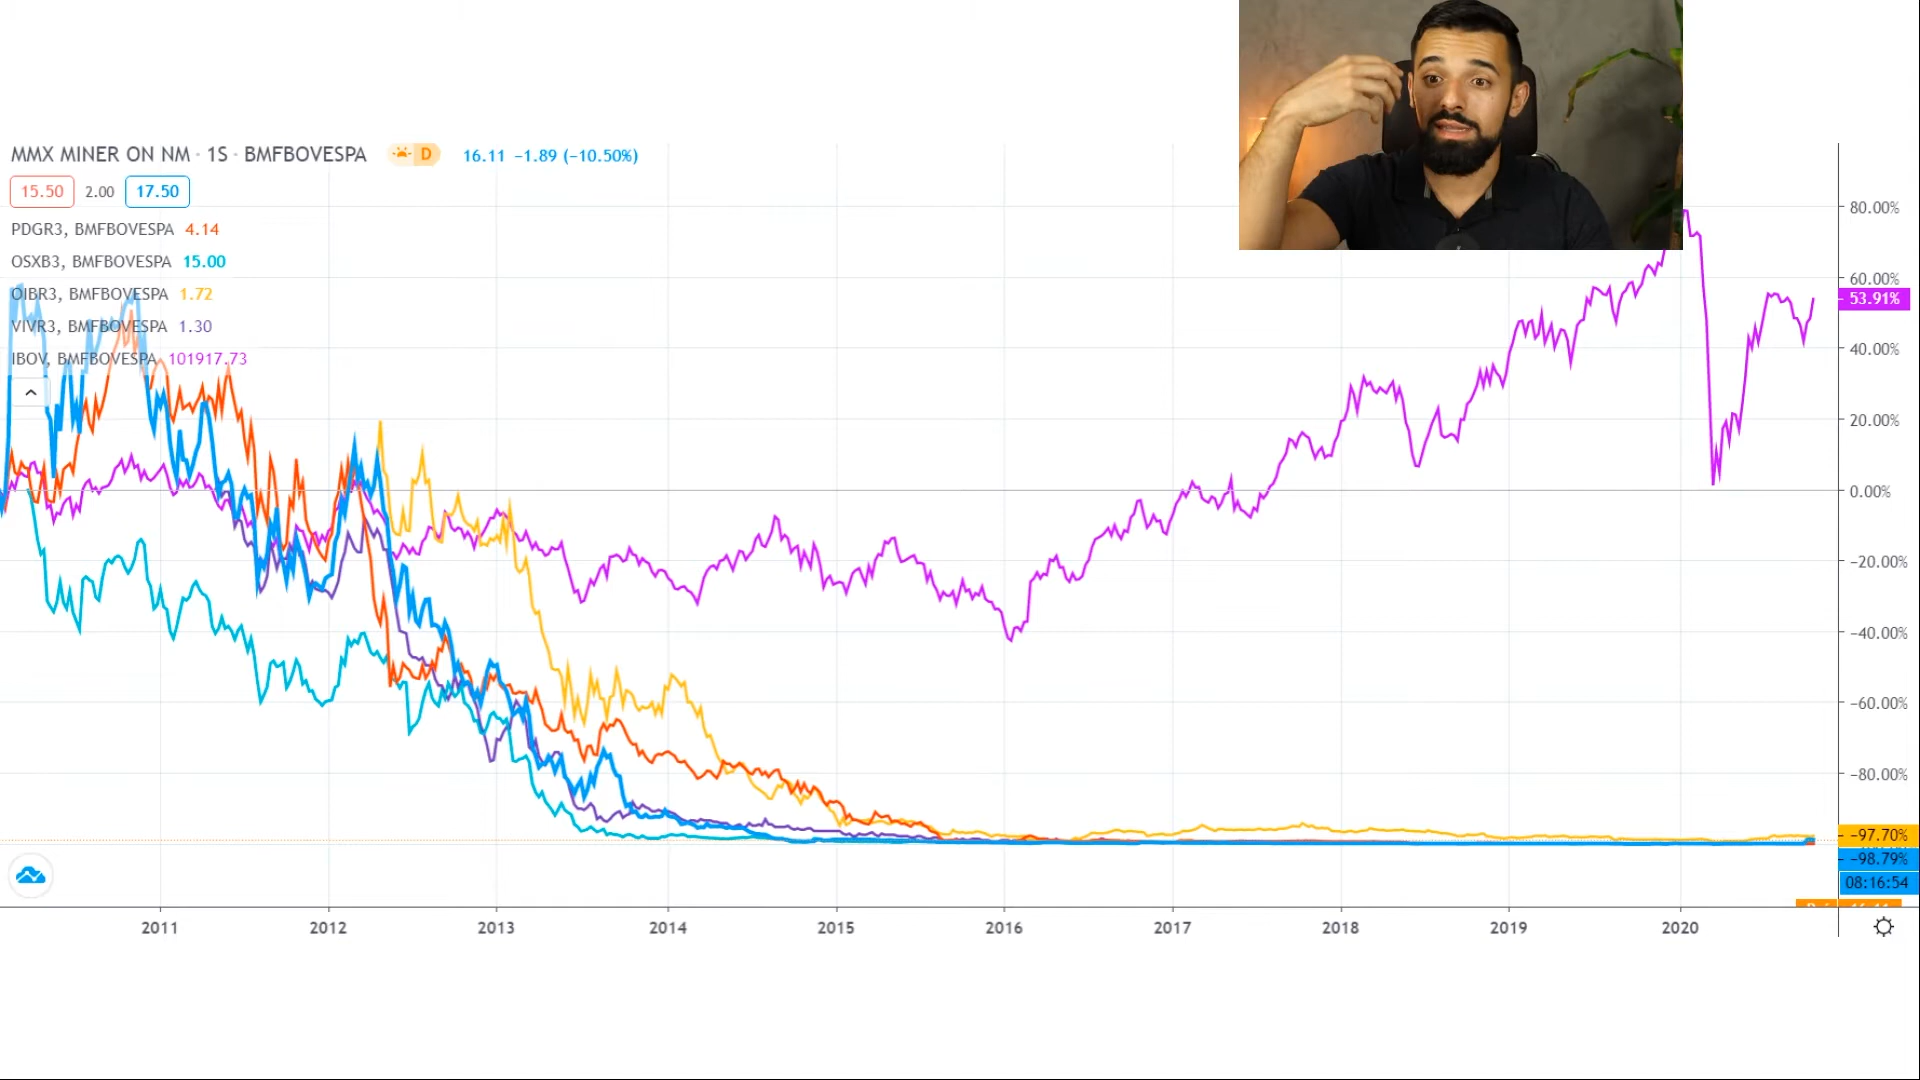 MMX MINER ON NM · 1S · BMFBOVESPA D 16.11 −1.89 (−10.50%)
15.50 2.00 17.50
PDGR3, BMFBOVESPA 4.14
OSXB3, BMFBOVESPA 15.00
OIBR3, BMFBOVESPA 1.72
VIVR3, BMFBOVESPA 1.30
IBOV, BMFBOVESPA 101917.73
80.00%
60.00%
53.91%
40.00%
20.00%
0.00%
−20.00%
−40.00%
−60.00%
−80.00%
−97.70%
−98.79%
08:16:54
2011 2012 2013 2014 2015 2016 2017 2018 2019 2020